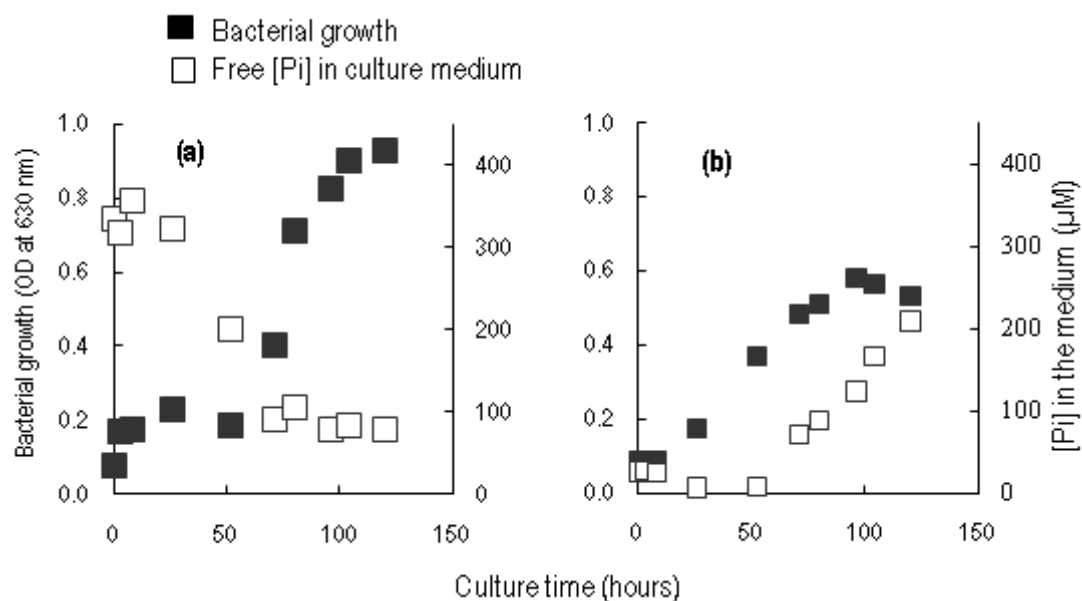 Bacterial growth
Free [Pi] in culture medium
(a)
(b)
Bacterial growth (OD at 630 nm)
1.0
0.8
0.6
0.4
0.2
0.0
400
300
200
100
0
1.0
0.8
0.6
0.4
0.2
0.0
400
300
200
100
0
[Pi] in the medium (µM)
0 50 100 150
0 50 100 150
Culture time (hours)